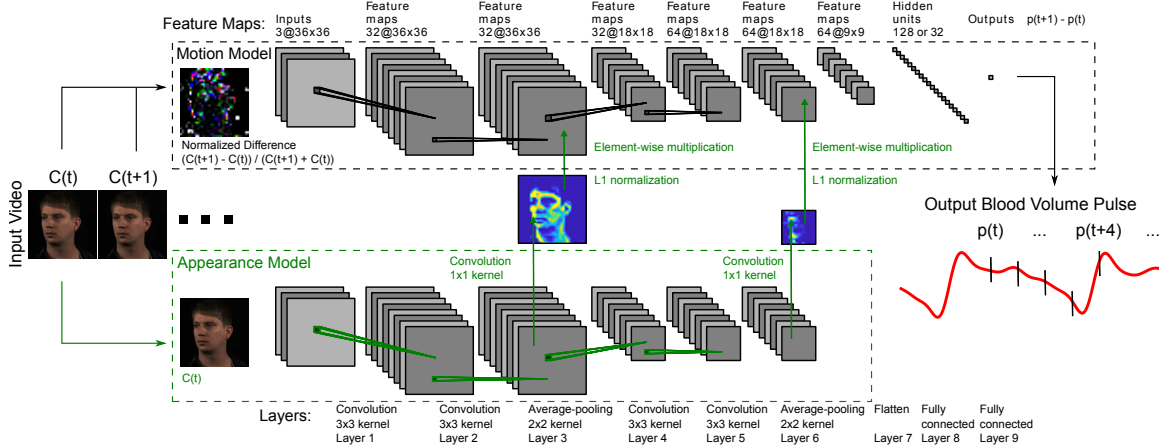 Feature Maps:
Inputs
3@36x36
Feature
maps
32@36x36
Feature
maps
32@36x36
Feature
maps
32@18x18
Feature
maps
64@18x18
Feature
maps
64@18x18
Feature
maps
64@9x9
Hidden
units
128 or 32
Outputs
p(t+1) - p(t)
Motion Model
Normalized Difference
(C(t+1) - C(t)) / (C(t+1) + C(t))
Element-wise multiplication
L1 normalization
Element-wise multiplication
L1 normalization
Input Video
C(t)
C(t+1)
Output Blood Volume Pulse
p(t)
...
p(t+4)
...
Appearance Model
Convolution
1x1 kernel
Convolution
1x1 kernel
C(t)
Layers:
Convolution
3x3 kernel
Layer 1
Convolution
3x3 kernel
Layer 2
Average-pooling
2x2 kernel
Layer 3
Convolution
3x3 kernel
Layer 4
Convolution
3x3 kernel
Layer 5
Average-pooling
2x2 kernel
Layer 6
Flatten
Layer 7
Fully
connected
Layer 8
Fully
connected
Layer 9